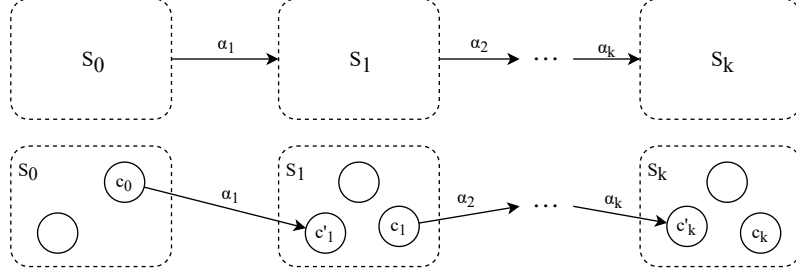 S₀ α₁ S₁ α₂ ··· αₖ Sₖ
S₀ c₀ α₁ S₁ c'₁ c₁ α₂ ··· αₖ Sₖ c'ₖ cₖ